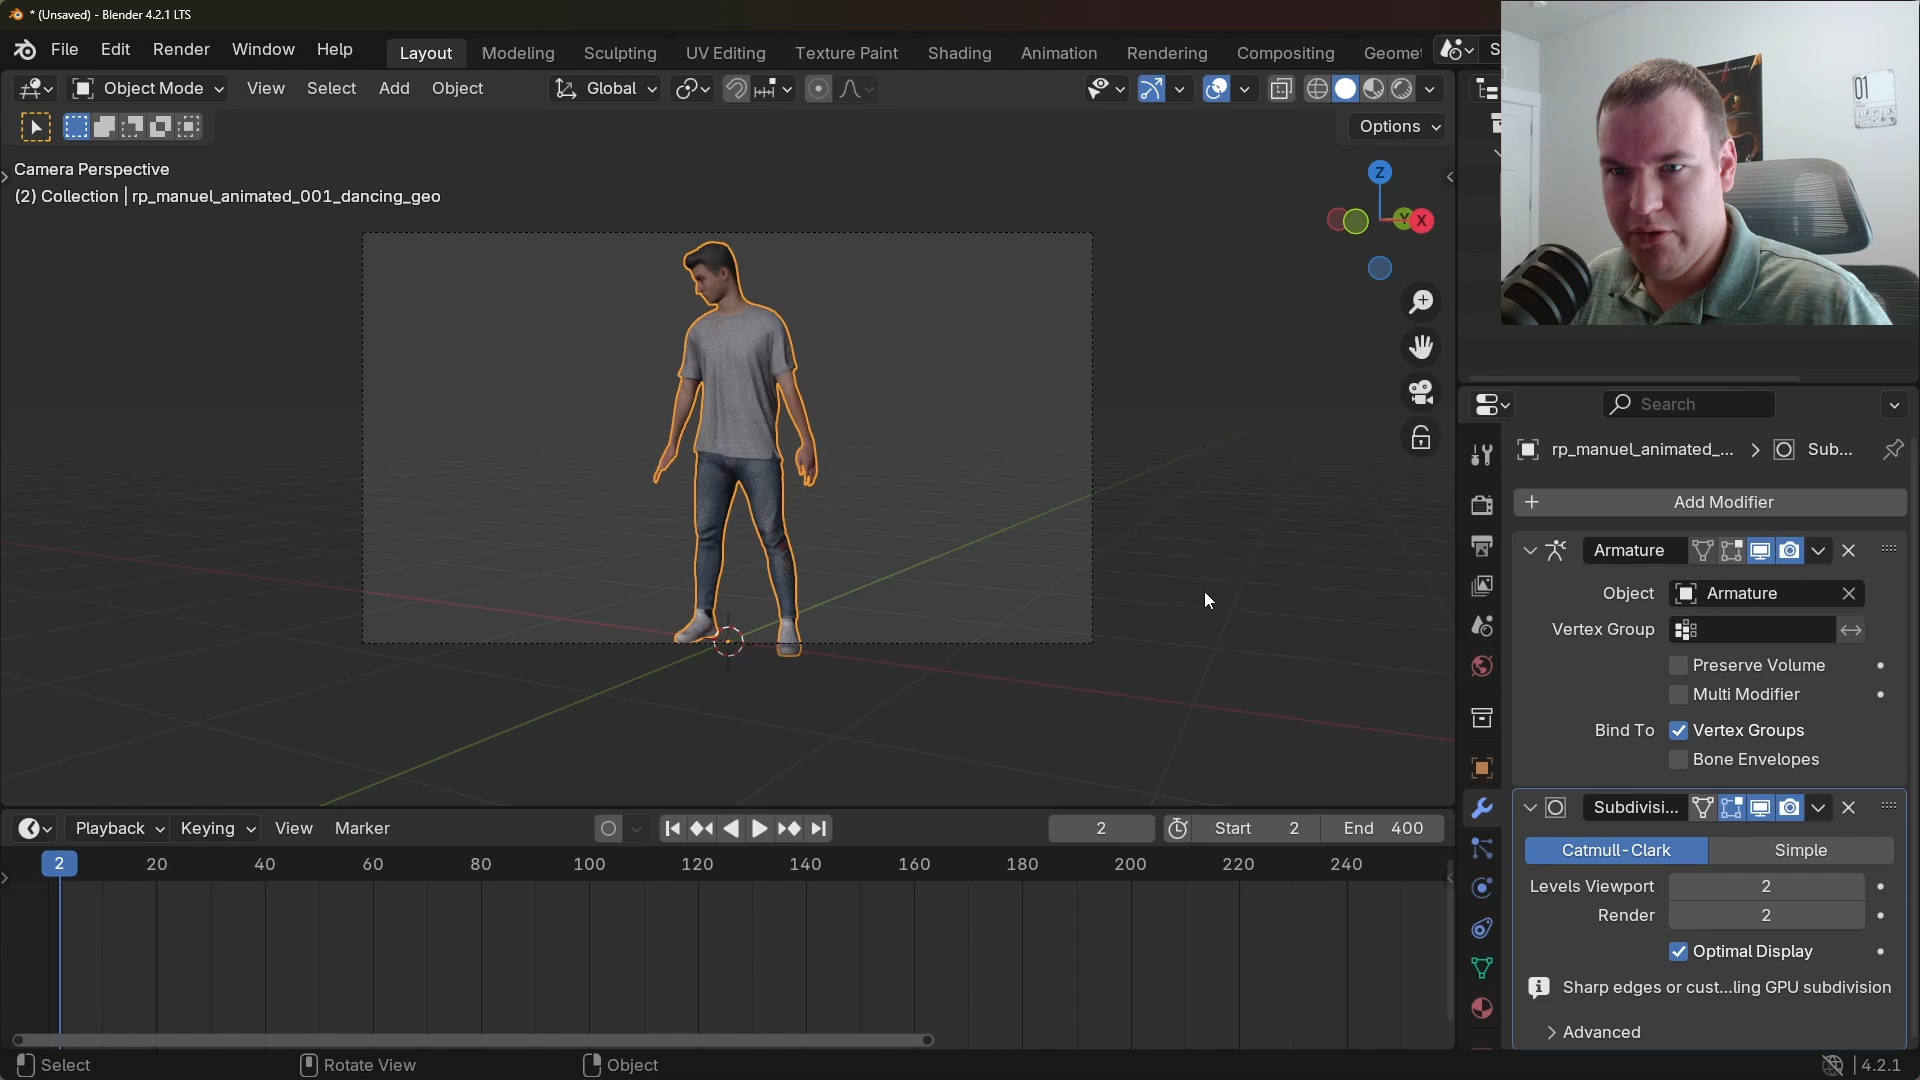 * (Unsaved) - Blender 4.2.1 LTS
File Edit Render Window Help Layout Modeling Sculpting UV Editing Texture Paint Shading Animation Rendering Compositing Geomet S
Object Mode View Select Add Object Global
Options
Camera Perspective
(2) Collection | rp_manuel_animated_001_dancing_geo
Z
Y X
01
Search
rp_manuel_animated_... > Sub...
+ Add Modifier
Armature
Object Armature
Vertex Group
Preserve Volume
Multi Modifier
Bind To Vertex Groups
Bone Envelopes
Subdivisi...
Catmull-Clark Simple
Levels Viewport 2
Render 2
Optimal Display
Sharp edges or cust...ling GPU subdivision
Advanced
Playback Keying View Marker 2 Start 2 End 400
2 20 40 60 80 100 120 140 160 180 200 220 240
Select Rotate View Object 4.2.1